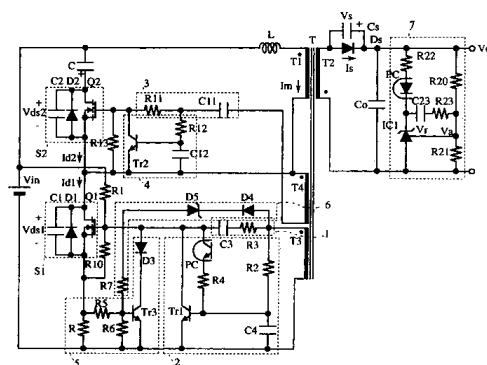 L
T
Vs
Cs
7
C
T1
T2
Ds
Is
Im
Vo
C2 D2 Q2
3
R22
R20
R11
C11
PC
Co
C23 R23
Vds2
R12
IC1
Vr
Va
R13
Tr2
C12
R21
S2
Id2
4
Vin
Id1
R1
T4
C1 D1 Q1
D5
D4
6
1
T3
Vds1
C3
R3
R10
D3
PC
R2
S1
R7
R4
R5
R
R6
Tr3
Tr1
C4
5
2